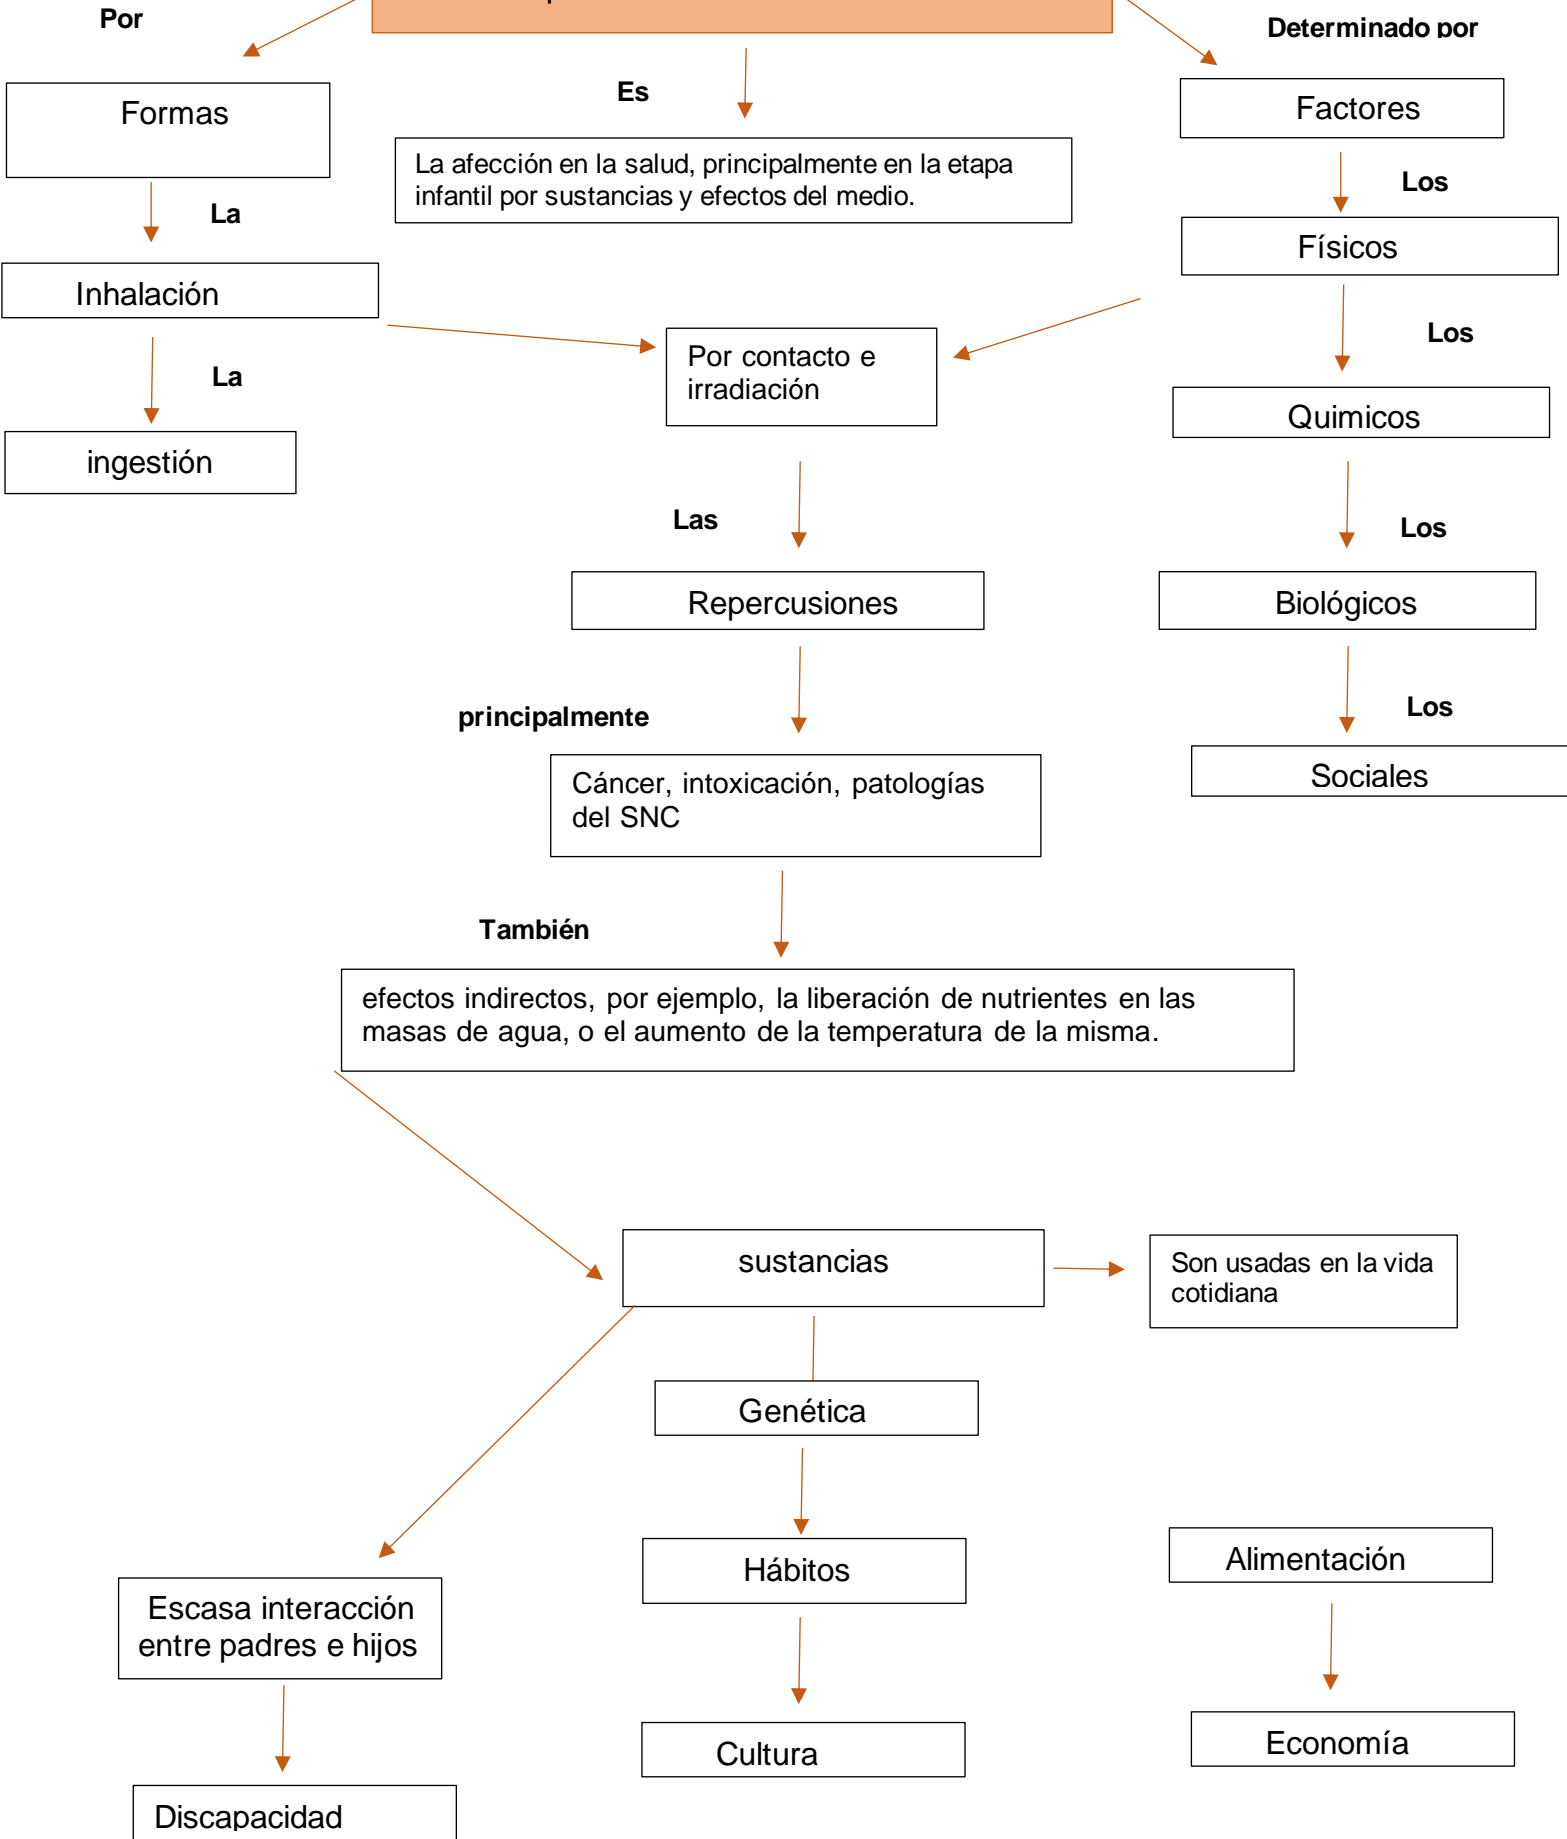 Por
Determinado por
Formas
Es
Factores
La afección en la salud, principalmente en la etapa
infantil por sustancias y efectos del medio.
La
Los
Inhalación
Físicos
Por contacto e
irradiación
La
Los
ingestión
Quimicos
Las
Los
Repercusiones
Biológicos
principalmente
Los
Cáncer, intoxicación, patologías
del SNC
Sociales
También
efectos indirectos, por ejemplo, la liberación de nutrientes en las
masas de agua, o el aumento de la temperatura de la misma.
sustancias
Son usadas en la vida
cotidiana
Genética
Hábitos
Alimentación
Escasa interacción
entre padres e hijos
Cultura
Economía
Discapacidad